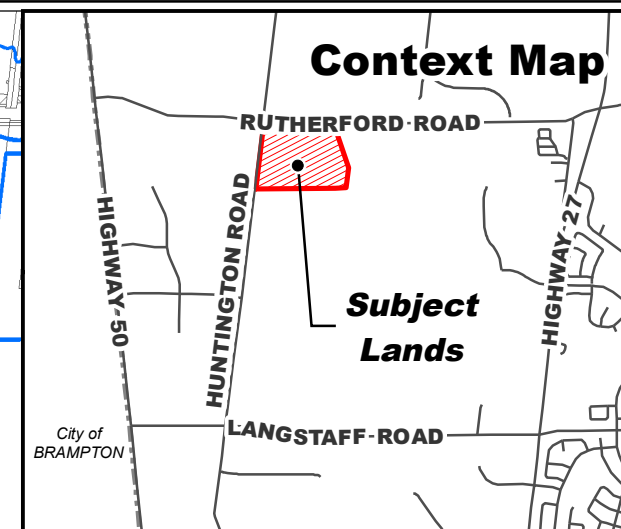 Context Map
RUTHERFORD ROAD
HIGHWAY 50
HUNTINGTON ROAD
HIGHWAY 27
Subject
Lands
LANGSTAFF ROAD
City of
BRAMPTON